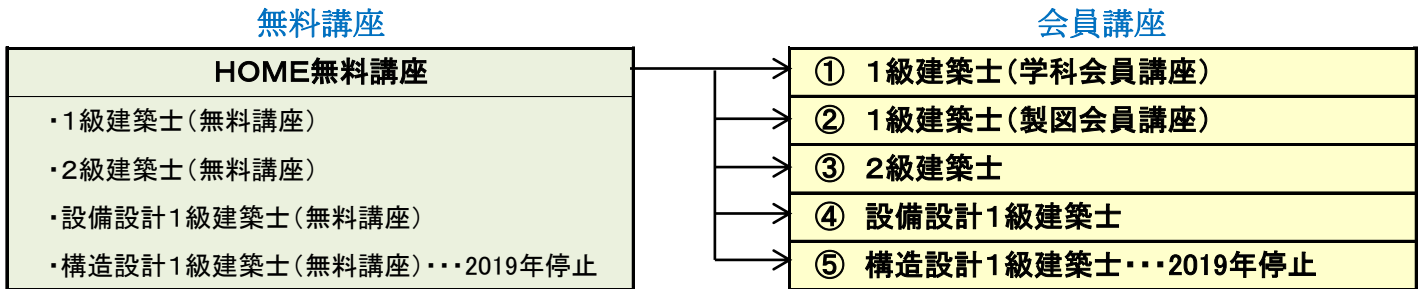 無料講座
会員講座
HOME無料講座
・1級建築士(無料講座)
・2級建築士(無料講座)
・設備設計1級建築士(無料講座)
・構造設計1級建築士(無料講座)・・・2019年停止
① 1級建築士(学科会員講座)
② 1級建築士(製図会員講座)
③ 2級建築士
④ 設備設計1級建築士
⑤ 構造設計1級建築士・・・2019年停止